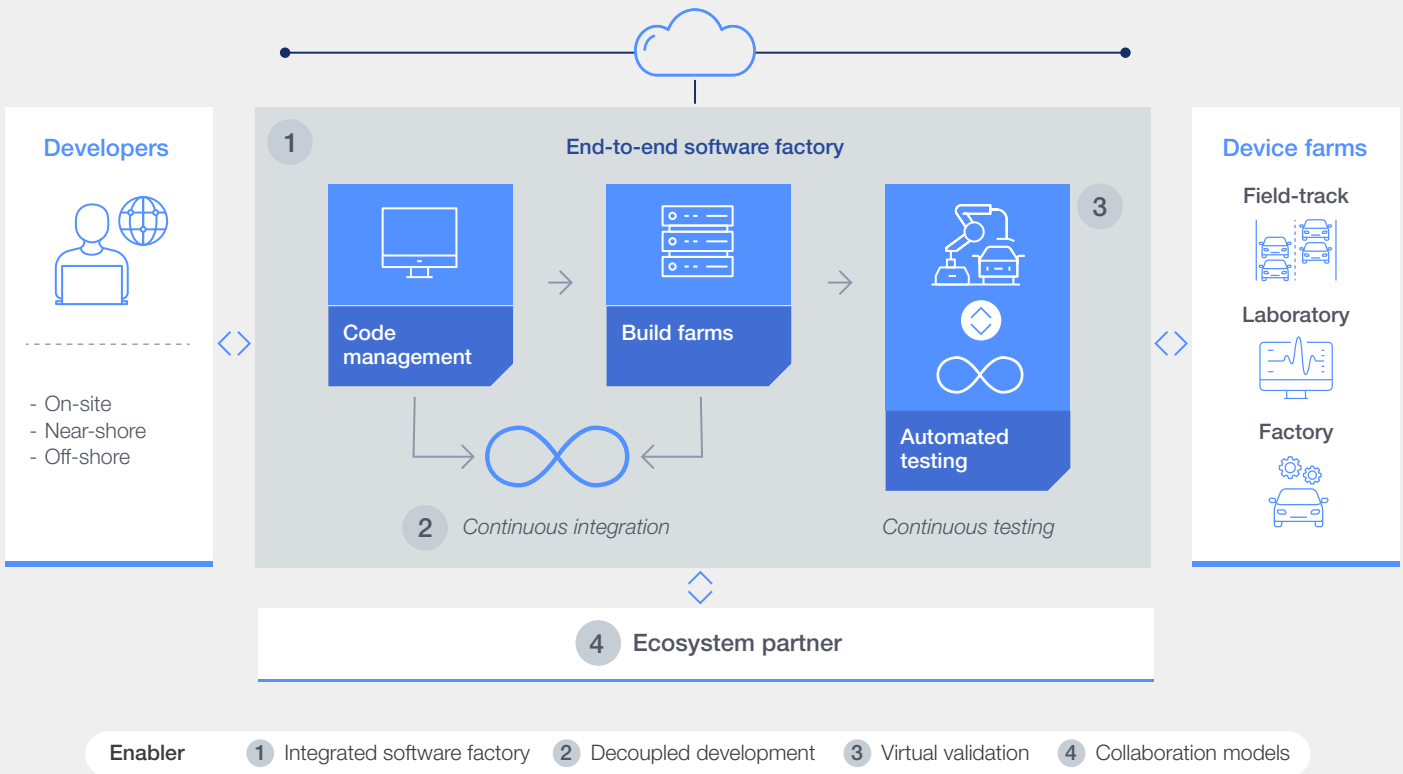 Developers
- On-site
- Near-shore
- Off-shore
1
End-to-end software factory
Code
management
Build farms
3
Automated
testing
2
Continuous integration
Continuous testing
Device farms
Field-track
Laboratory
Factory
4 Ecosystem partner
Enabler 1 Integrated software factory 2 Decoupled development 3 Virtual validation 4 Collaboration models